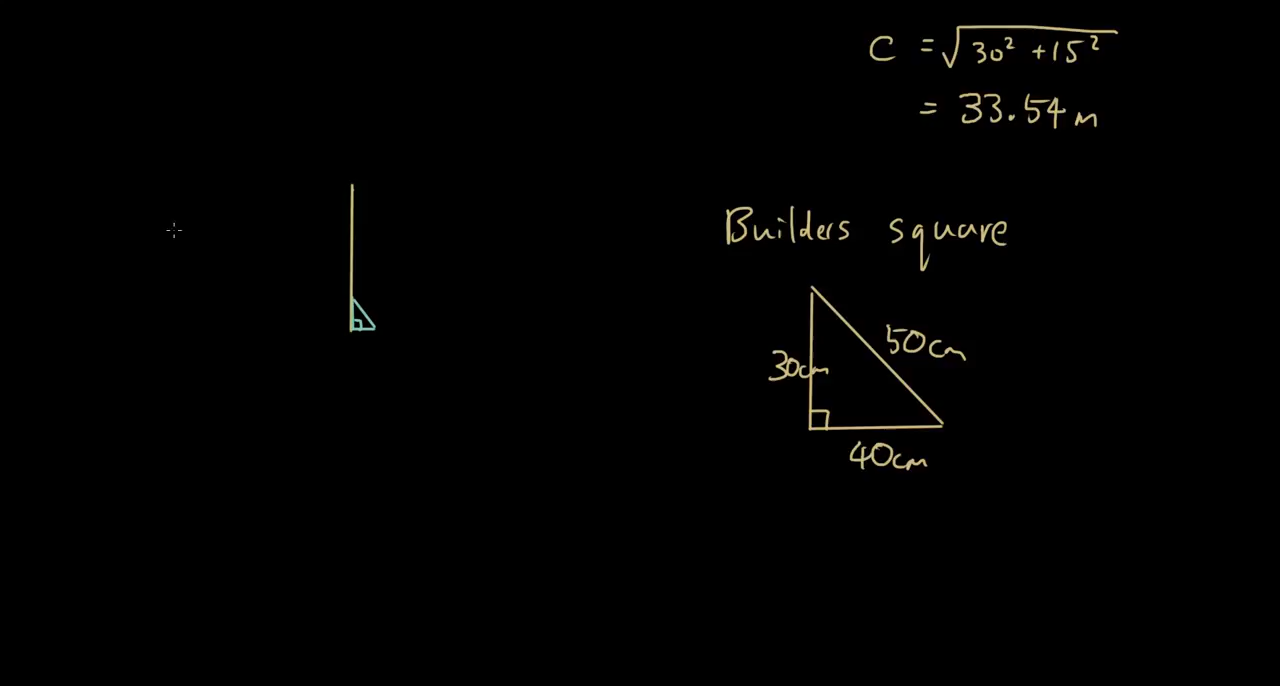 C = √30² + 15²
= 33.54 m
Builders square
50cm
30cm
40cm